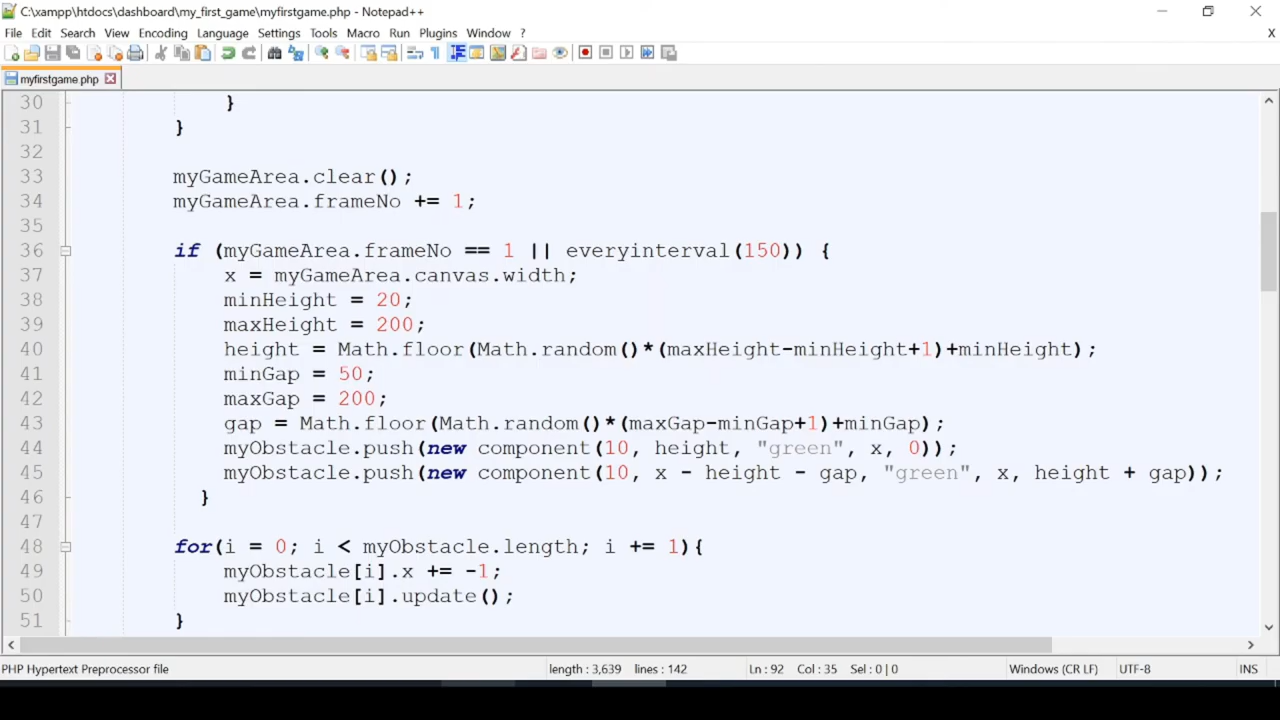 C:\xampp\htdocs\dashboard\my_first_game\myfirstgame.php - Notepad++
File Edit Search View Encoding Language Settings Tools Macro Run Plugins Window ? X
myfirstgame.php
30 }
31 }
32
33 myGameArea.clear();
34 myGameArea.frameNo += 1;
35
36 if (myGameArea.frameNo == 1 || everyinterval(150)) {
37 x = myGameArea.canvas.width;
38 minHeight = 20;
39 maxHeight = 200;
40 height = Math.floor(Math.random()*(maxHeight-minHeight+1)+minHeight);
41 minGap = 50;
42 maxGap = 200;
43 gap = Math.floor(Math.random()*(maxGap-minGap+1)+minGap);
44 myObstacle.push(new component(10, height, "green", x, 0));
45 myObstacle.push(new component(10, x - height - gap, "green", x, height + gap));
46 }
47
48 for(i = 0; i < myObstacle.length; i += 1){
49 myObstacle[i].x += -1;
50 myObstacle[i].update();
51 }
PHP Hypertext Preprocessor file length : 3,639 lines : 142 Ln : 92 Col : 35 Sel : 0 | 0 Windows (CR LF) UTF-8 INS